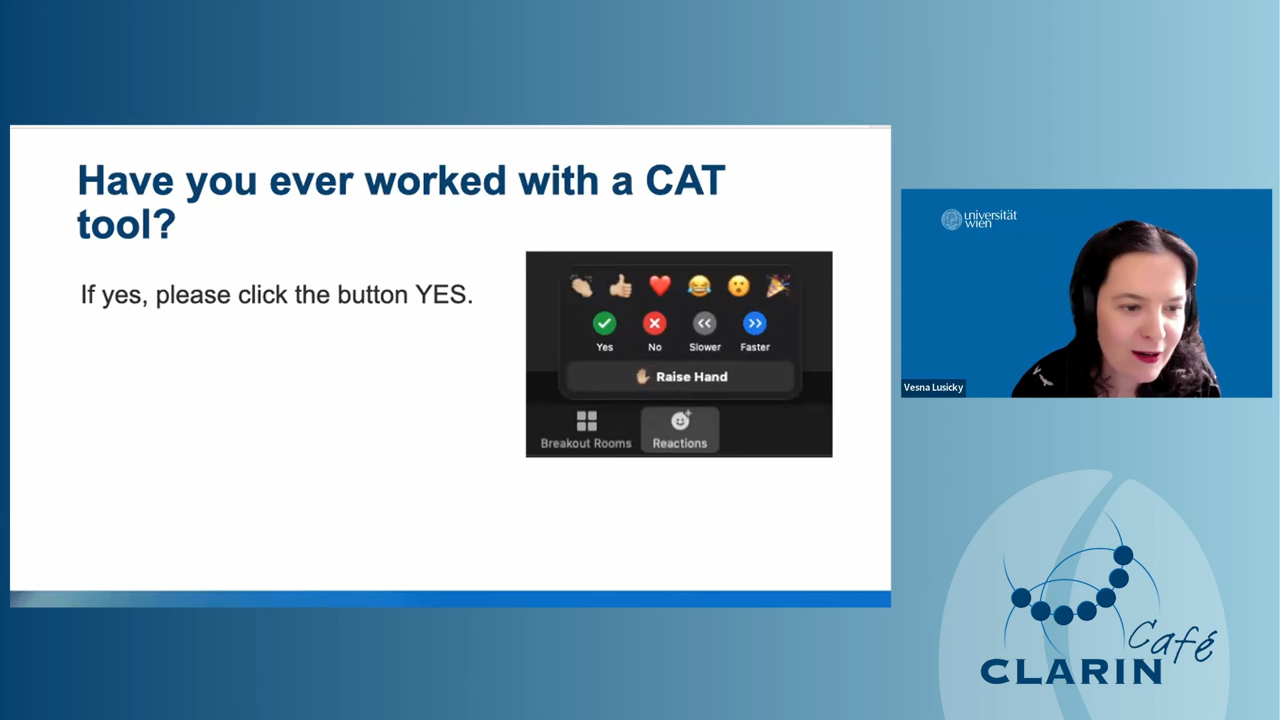 Have you ever worked with a CAT
tool?
If yes, please click the button YES.
Yes No Slower Faster
Raise Hand
Breakout Rooms Reactions
universität
wien
Vesna Lusicky
Café
CLARIN